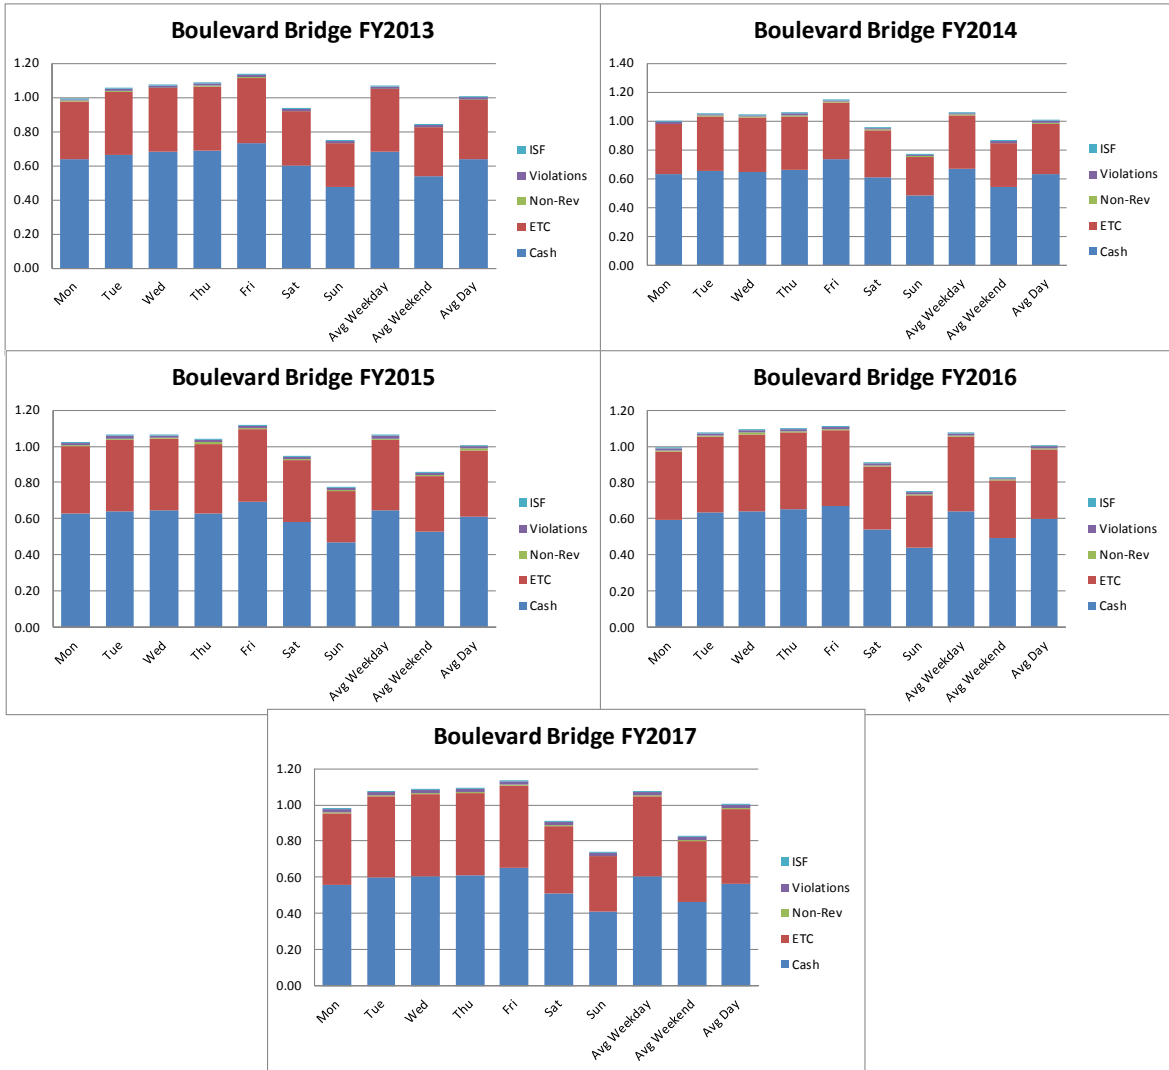 Boulevard Bridge FY2013
1.20
1.00
0.80
0.60
0.40
0.20
0.00
Mon
Tue
Wed
Thu
Fri
Sat
Sun
Avg Weekday
Avg Weekend
Avg Day
ISF
Violations
Non-Rev
ETC
Cash
Boulevard Bridge FY2014
1.40
1.20
1.00
0.80
0.60
0.40
0.20
0.00
Mon
Tue
Wed
Thu
Fri
Sat
Sun
Avg Weekday
Avg Weekend
Avg Day
ISF
Violations
Non-Rev
ETC
Cash
Boulevard Bridge FY2015
1.20
1.00
0.80
0.60
0.40
0.20
0.00
Mon
Tue
Wed
Thu
Fri
Sat
Sun
Avg Weekday
Avg Weekend
Avg Day
ISF
Violations
Non-Rev
ETC
Cash
Boulevard Bridge FY2016
1.20
1.00
0.80
0.60
0.40
0.20
0.00
Mon
Tue
Wed
Thu
Fri
Sat
Sun
Avg Weekday
Avg Weekend
Avg Day
ISF
Violations
Non-Rev
ETC
Cash
Boulevard Bridge FY2017
1.20
1.00
0.80
0.60
0.40
0.20
0.00
Mon
Tue
Wed
Thu
Fri
Sat
Sun
Avg Weekday
Avg Weekend
Avg Day
ISF
Violations
Non-Rev
ETC
Cash